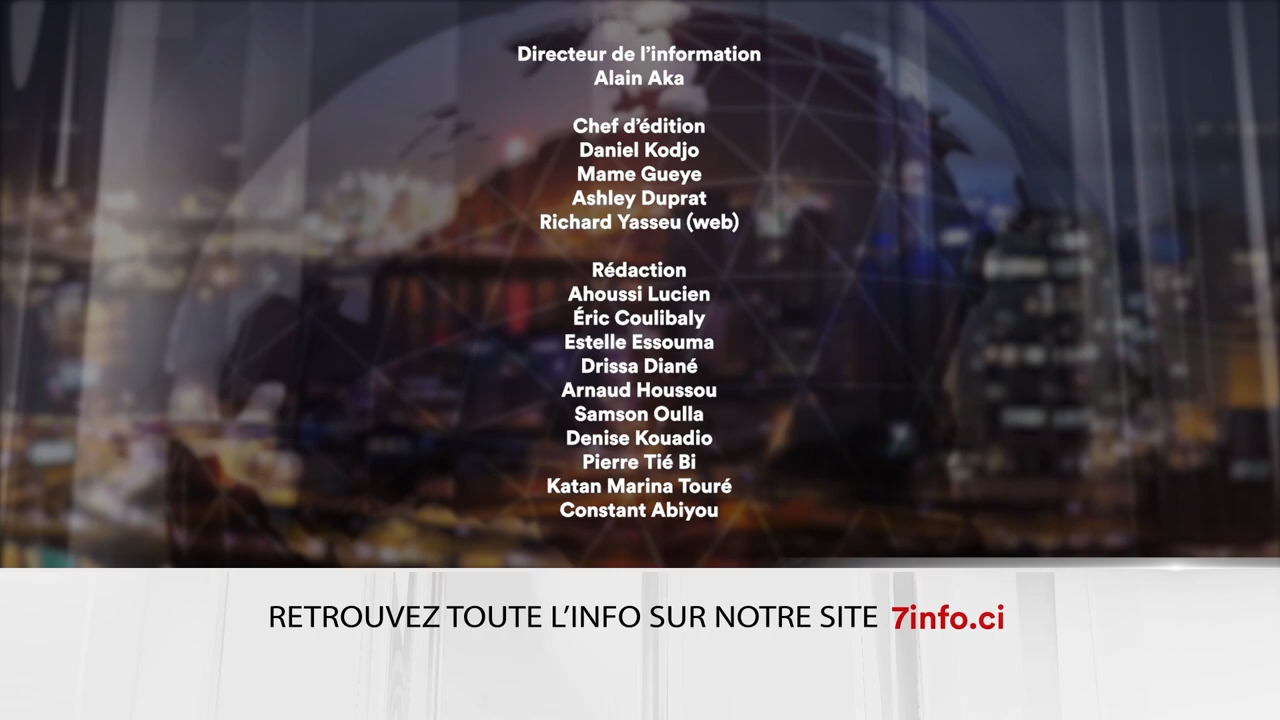 Directeur de l’information
Alain Aka
Chef d’édition
Daniel Kodjo
Mame Gueye
Ashley Duprat
Richard Yasseu (web)
Rédaction
Ahoussi Lucien
Éric Coulibaly
Estelle Essouma
Drissa Diané
Arnaud Houssou
Samson Oulla
Denise Kouadio
Pierre Tié Bi
Katan Marina Touré
Constant Abiyou
RETROUVEZ TOUTE L’INFO SUR NOTRE SITE 7info.ci